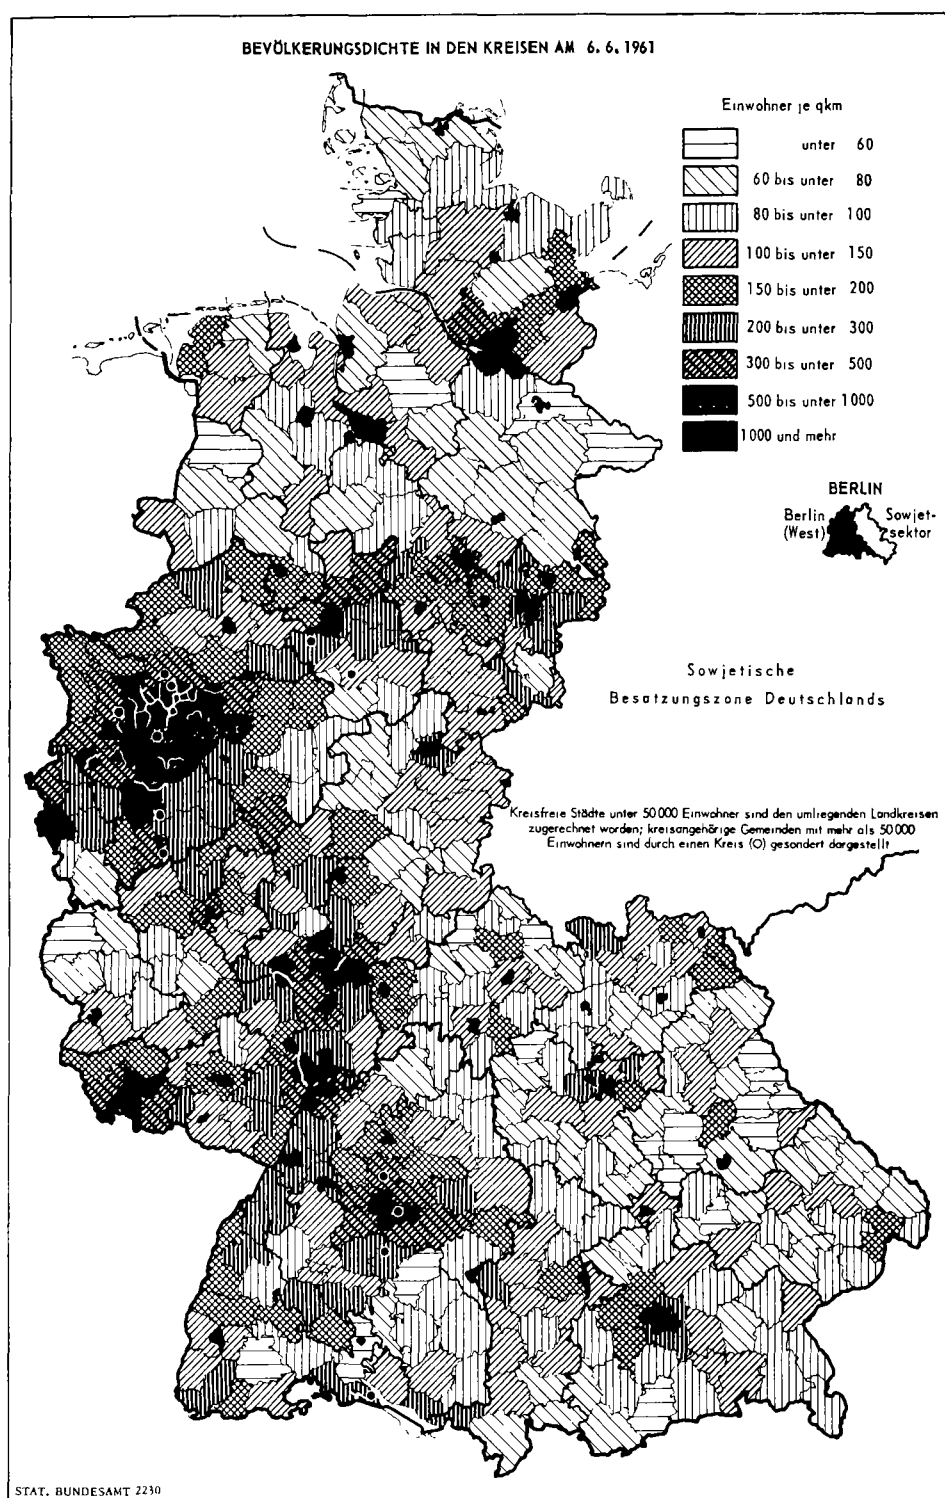 BEVÖLKERUNGSDICHTE IN DEN KREISEN AM 6. 6. 1961
Einwohner je qkm
unter 60
60 bis unter 80
80 bis unter 100
100 bis unter 150
150 bis unter 200
200 bis unter 300
300 bis unter 500
500 bis unter 1000
1000 und mehr
BERLIN
Berlin (West)
Sowjet-
sektor
Sowjetische
Besatzungszone Deutschlands
Kreisfreie Städte unter 50 000 Einwohner sind den umliegenden Landkreisen
zugerechnet worden; kreisangehörige Gemeinden mit mehr als 50 000
Einwohnern sind durch einen Kreis (O) gesondert dargestellt
STAT. BUNDESAMT 2230